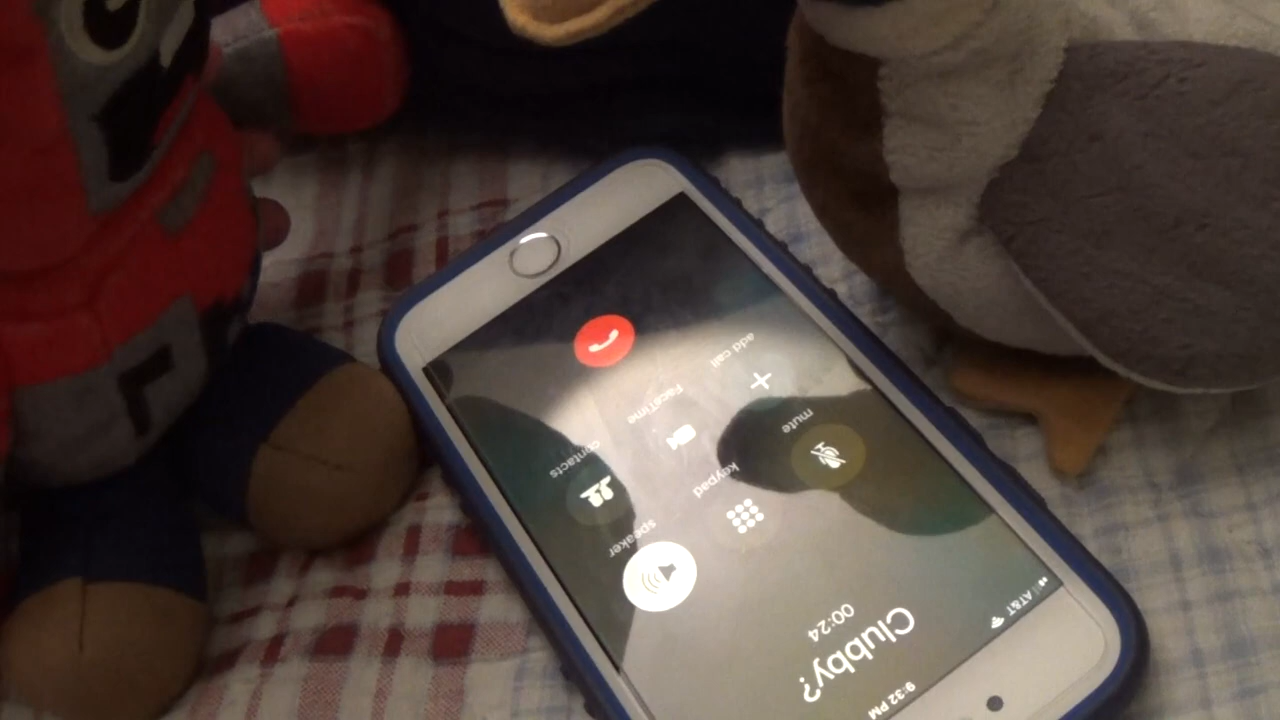 AT&T 9:32 PM
Clubby?
00:24
mute keypad speaker
add call FaceTime contacts